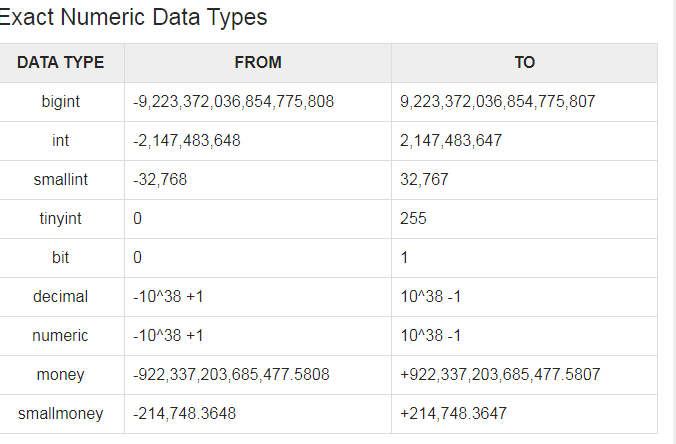 Exact Numeric Data Types
DATA TYPE FROM TO
bigint -9,223,372,036,854,775,808 9,223,372,036,854,775,807
int -2,147,483,648 2,147,483,647
smallint -32,768 32,767
tinyint 0 255
bit 0 1
decimal -10^38 +1 10^38 -1
numeric -10^38 +1 10^38 -1
money -922,337,203,685,477.5808 +922,337,203,685,477.5807
smallmoney -214,748.3648 +214,748.3647